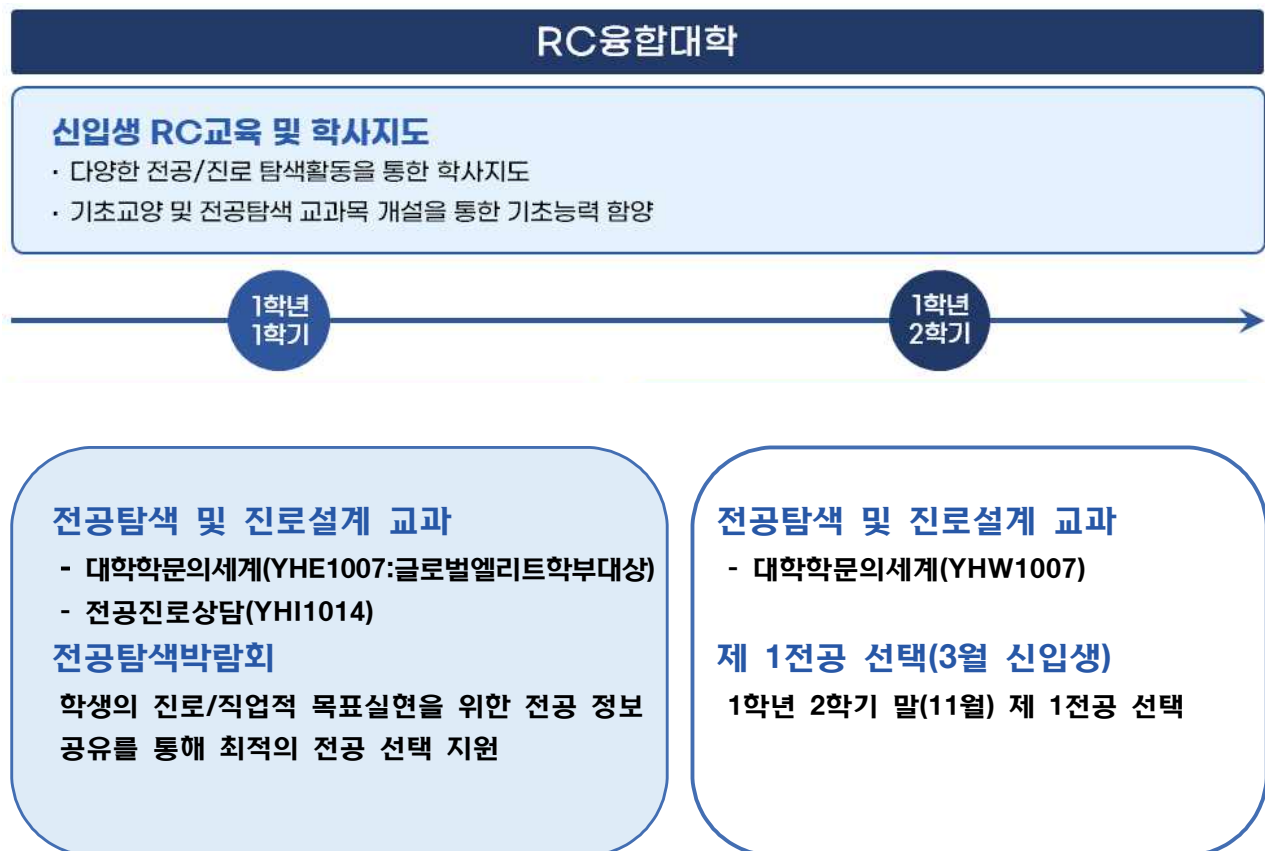 RC융합대학
신입생 RC교육 및 학사지도
· 다양한 전공/진로 탐색활동을 통한 학사지도
· 기초교양 및 전공탐색 교과목 개설을 통한 기초능력 함양
1학년
1학기
1학년
2학기
전공탐색 및 진로설계 교과
- 대학학문의세계(YHE1007:글로벌엘리트학부대상)
- 전공진로상담(YHI1014)
전공탐색박람회
학생의 진로/직업적 목표실현을 위한 전공 정보
공유를 통해 최적의 전공 선택 지원
전공탐색 및 진로설계 교과
- 대학학문의세계(YHW1007)
제 1전공 선택(3월 신입생)
1학년 2학기 말(11월) 제 1전공 선택